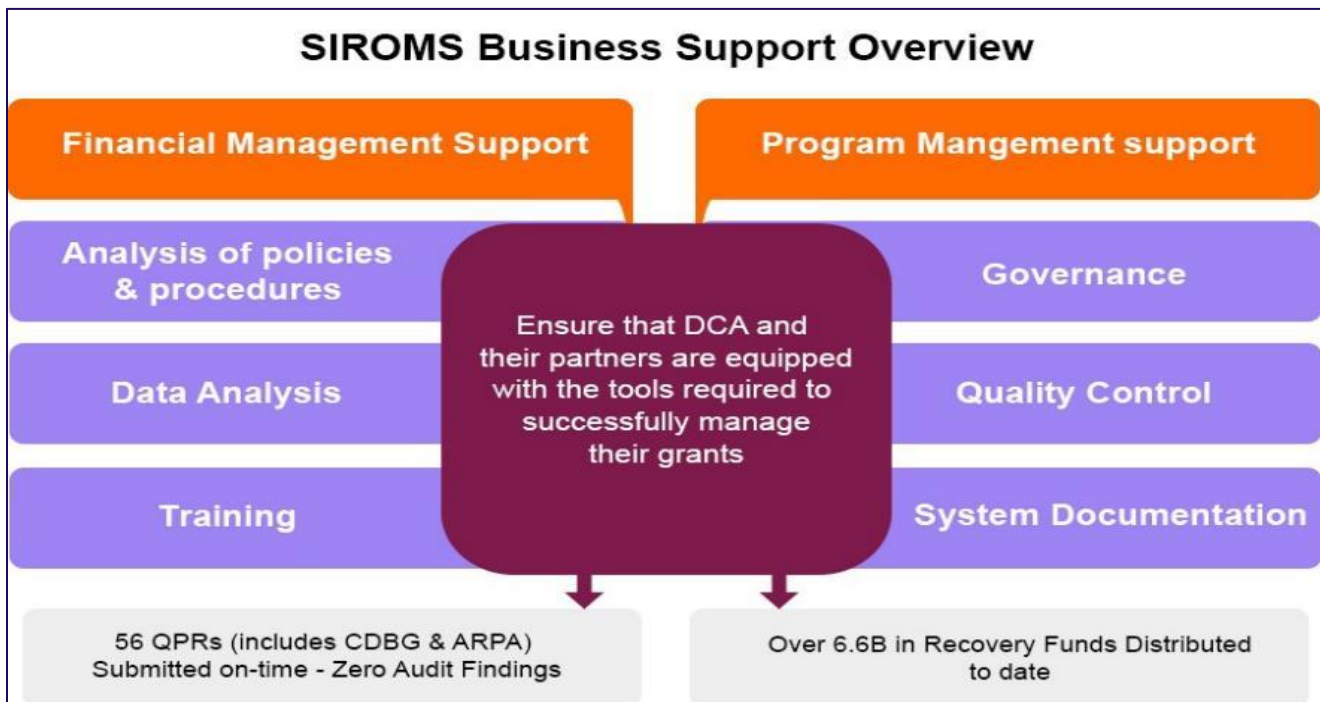 SIROMS Business Support Overview
Financial Management Support
Program Mangement support
Analysis of policies
& procedures
Governance
Ensure that DCA and
their partners are equipped
with the tools required to
successfully manage
their grants
Data Analysis
Quality Control
Training
System Documentation
56 QPRs (includes CDBG & ARPA)
Submitted on-time - Zero Audit Findings
Over 6.6B in Recovery Funds Distributed
to date